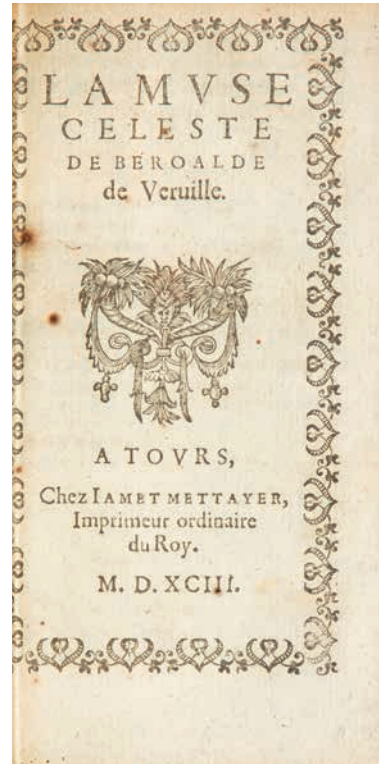 LA MVSE
CELESTE
DE BEROALDE
de Veruille.
A TOVRS,
Chez IAMET METTAYER,
Imprimeur ordinaire
du Roy.
M. D. XCIII.